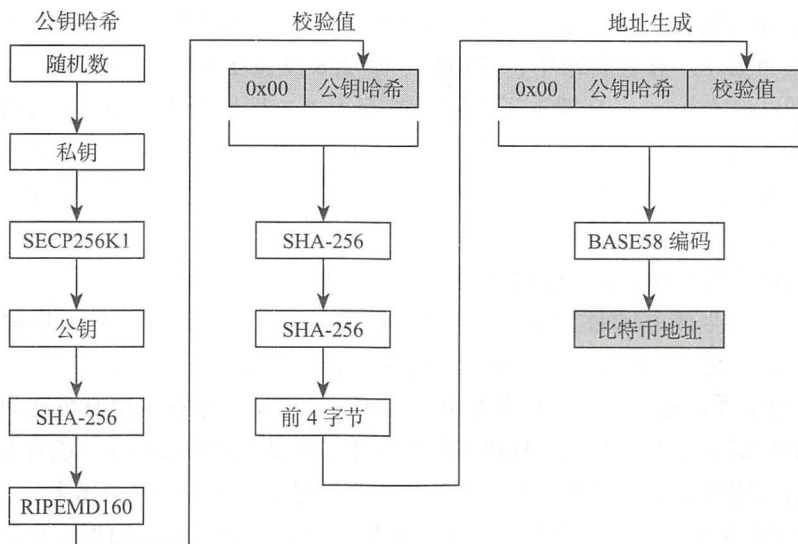 公钥哈希
随机数
私钥
SECP256K1
公钥
SHA-256
RIPEMD160
校验值
0x00 公钥哈希
SHA-256
SHA-256
前 4 字节
地址生成
0x00 公钥哈希 校验值
BASE58 编码
比特币地址